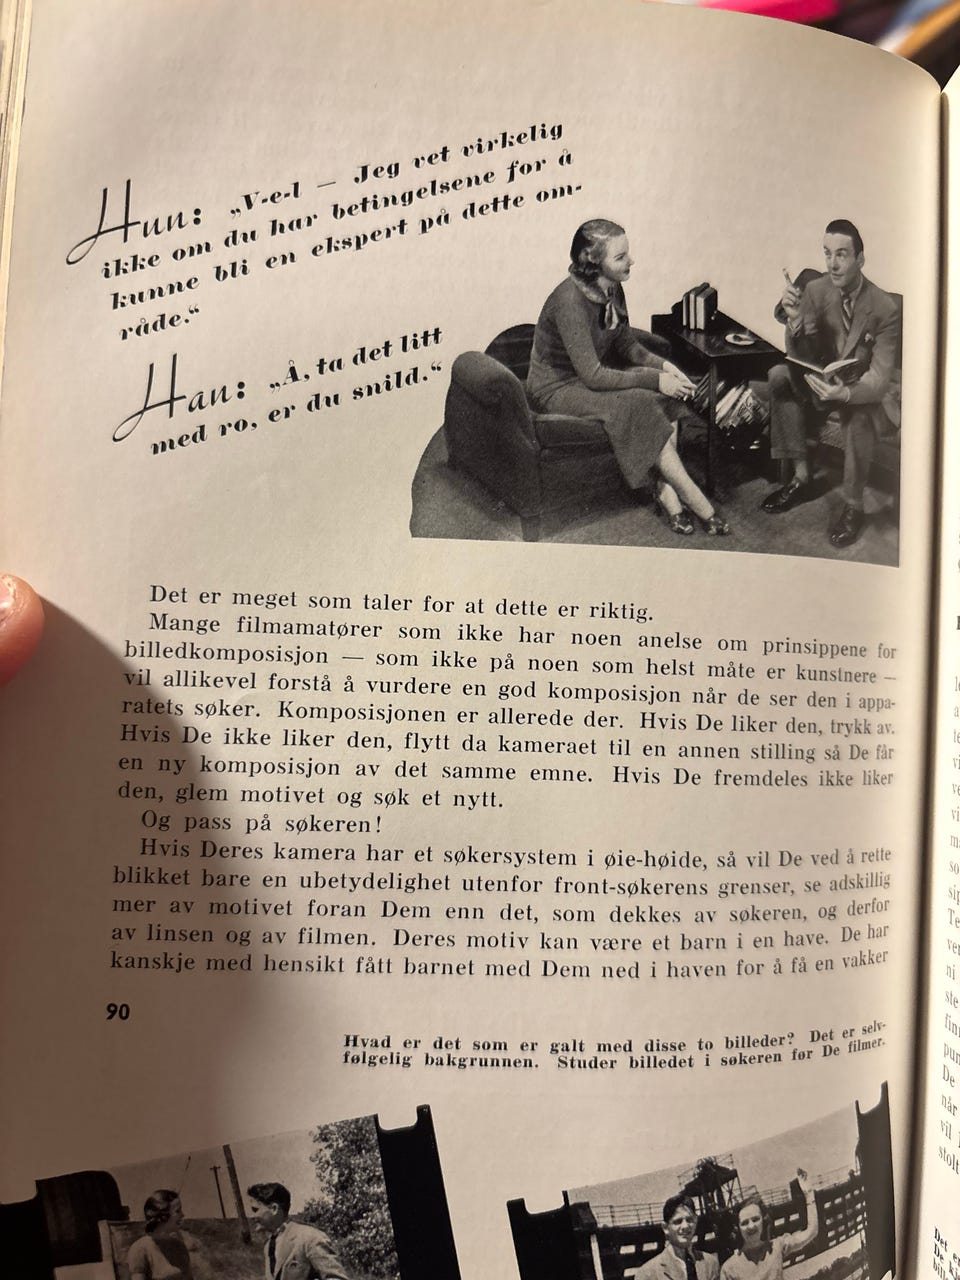 Hun: „V-e-l — Jeg vet virkelig
ikke om du har betingelsene for å
kunne bli en ekspert på dette om-
råde.“
Han: „Å, ta det litt
med ro, er du snild.“
Det er meget som taler for at dette er riktig.
Mange filmamatører som ikke har noen anelse om prinsippene for
billedkomposisjon — som ikke på noen som helst måte er kunstnere —
vil allikevel forstå å vurdere en god komposisjon når de ser den i appa-
ratets søker. Komposisjonen er allerede der. Hvis De liker den, trykk av.
Hvis De ikke liker den, flytt da kameraet til en annen stilling så De får
en ny komposisjon av det samme emne. Hvis De fremdeles ikke liker
den, glem motivet og søk et nytt.
Og pass på søkeren!
Hvis Deres kamera har et søkersystem i øie-høide, så vil De ved å rette
blikket bare en ubetydelighet utenfor front-søkerens grenser, se adskillig
mer av motivet foran Dem enn det, som dekkes av søkeren, og derfor
av linsen og av filmen. Deres motiv kan være et barn i en have. De har
kanskje med hensikt fått barnet med Dem ned i haven for å få en vakker
90
Hvad er det som er galt med disse to billeder? Det er selv-
følgelig bakgrunnen. Studer billedet i søkeren før De filmer.